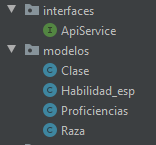 interfaces
ApiService
modelos
Clase
Habilidad_esp
Proficiencias
Raza